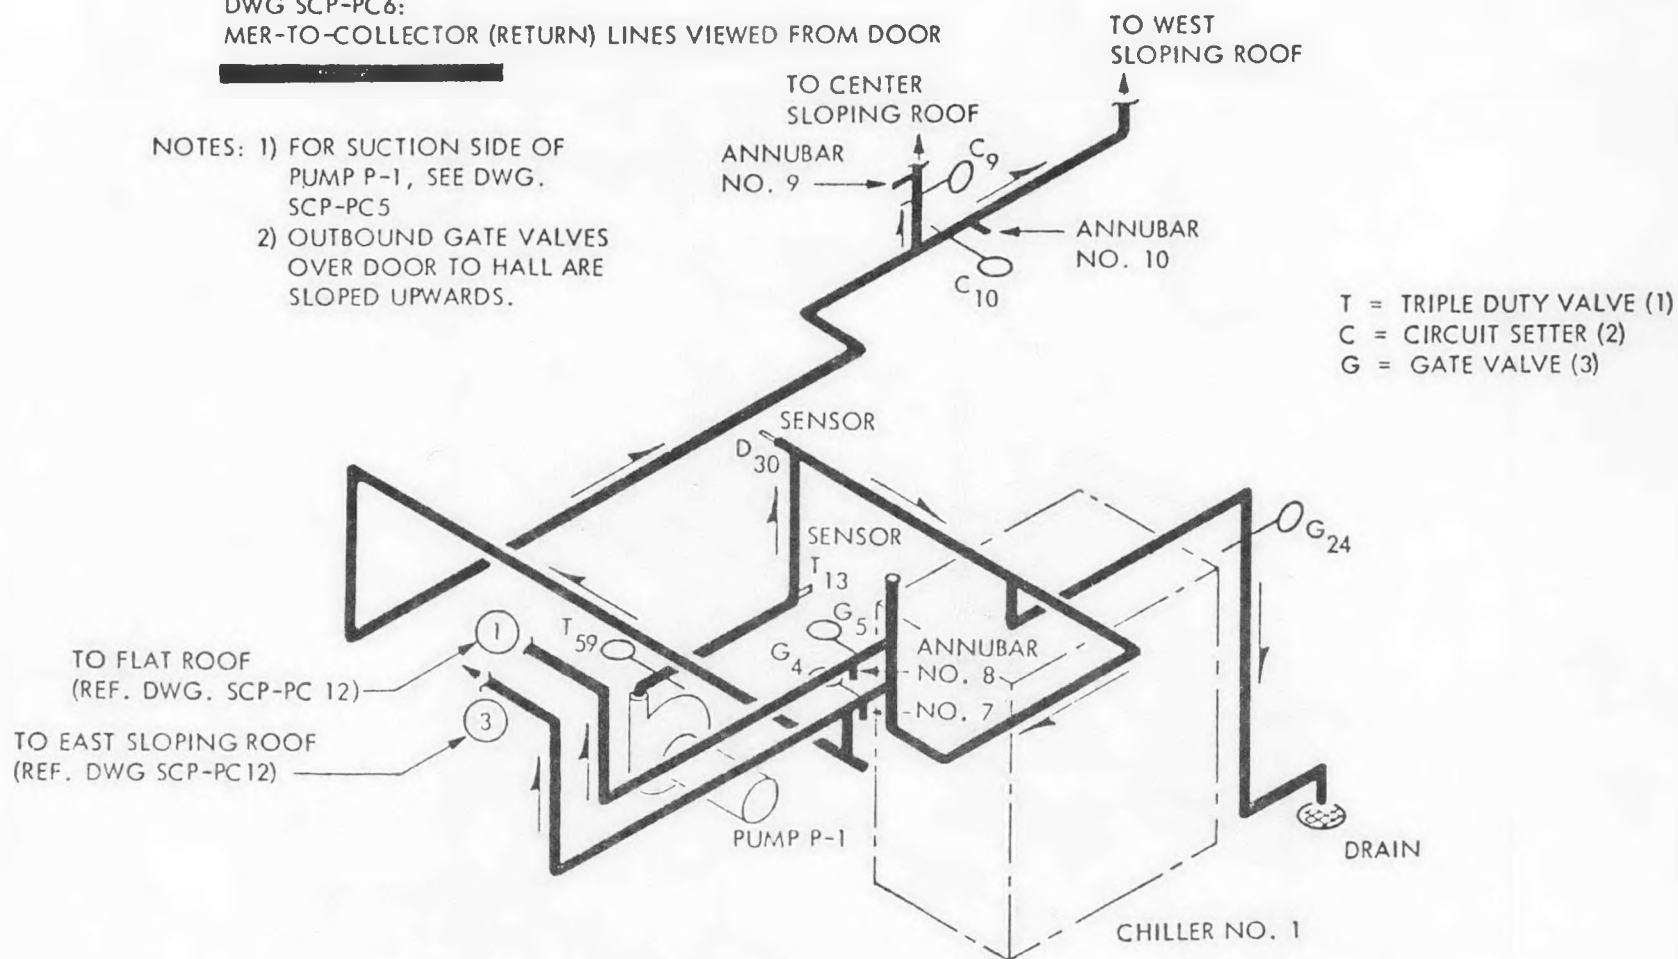 DWG SCP-PC6:
MER-TO-COLLECTOR (RETURN) LINES VIEWED FROM DOOR
TO WEST
SLOPING ROOF
TO CENTER
SLOPING ROOF
NOTES: 1) FOR SUCTION SIDE OF
PUMP P-1, SEE DWG.
SCP-PC5
2) OUTBOUND GATE VALVES
OVER DOOR TO HALL ARE
SLOPED UPWARDS.
ANNUBAR
NO. 9
C9
ANNUBAR
NO. 10
C10
T = TRIPLE DUTY VALVE (1)
C = CIRCUIT SETTER (2)
G = GATE VALVE (3)
SENSOR
D30
SENSOR
T13
G24
G5
G4
T59
1
ANNUBAR
NO. 8
NO. 7
TO FLAT ROOF
(REF. DWG. SCP-PC 12)
3
TO EAST SLOPING ROOF
(REF. DWG SCP-PC12)
PUMP P-1
DRAIN
CHILLER NO. 1